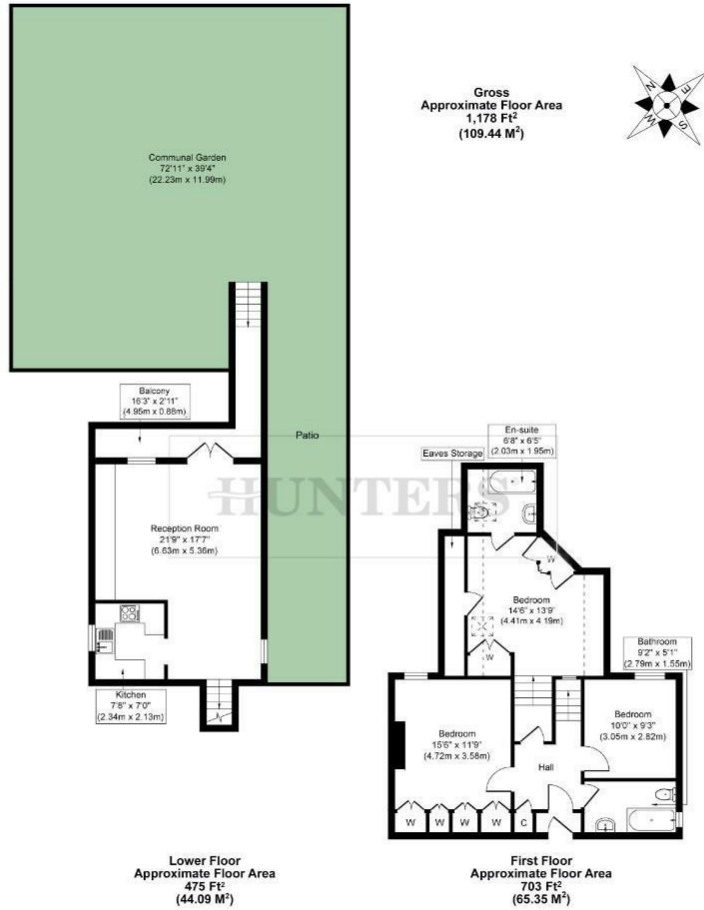 Gross
Approximate Floor Area
1,178 Ft²
(109.44 M²)
N
E
S
W
Communal Garden
72'11" x 39'4"
(22.23m x 11.99m)
Balcony
16'3" x 2'11"
(4.95m x 0.88m)
Patio
En-suite
6'8" x 6'5"
(2.03m x 1.95m)
Eaves Storage
HUNTERS
Reception Room
21'9" x 17'7"
(6.63m x 5.36m)
W
Bedroom
14'6" x 13'9"
(4.41m x 4.19m)
W
Bathroom
9'2" x 5'1"
(2.79m x 1.55m)
Kitchen
7'8" x 7'0"
(2.34m x 2.13m)
Bedroom
15'6" x 11'9"
(4.72m x 3.58m)
Bedroom
10'0" x 9'3"
(3.05m x 2.82m)
Hall
W
W
W
W
C
Lower Floor
Approximate Floor Area
475 Ft²
(44.09 M²)
First Floor
Approximate Floor Area
703 Ft²
(65.35 M²)